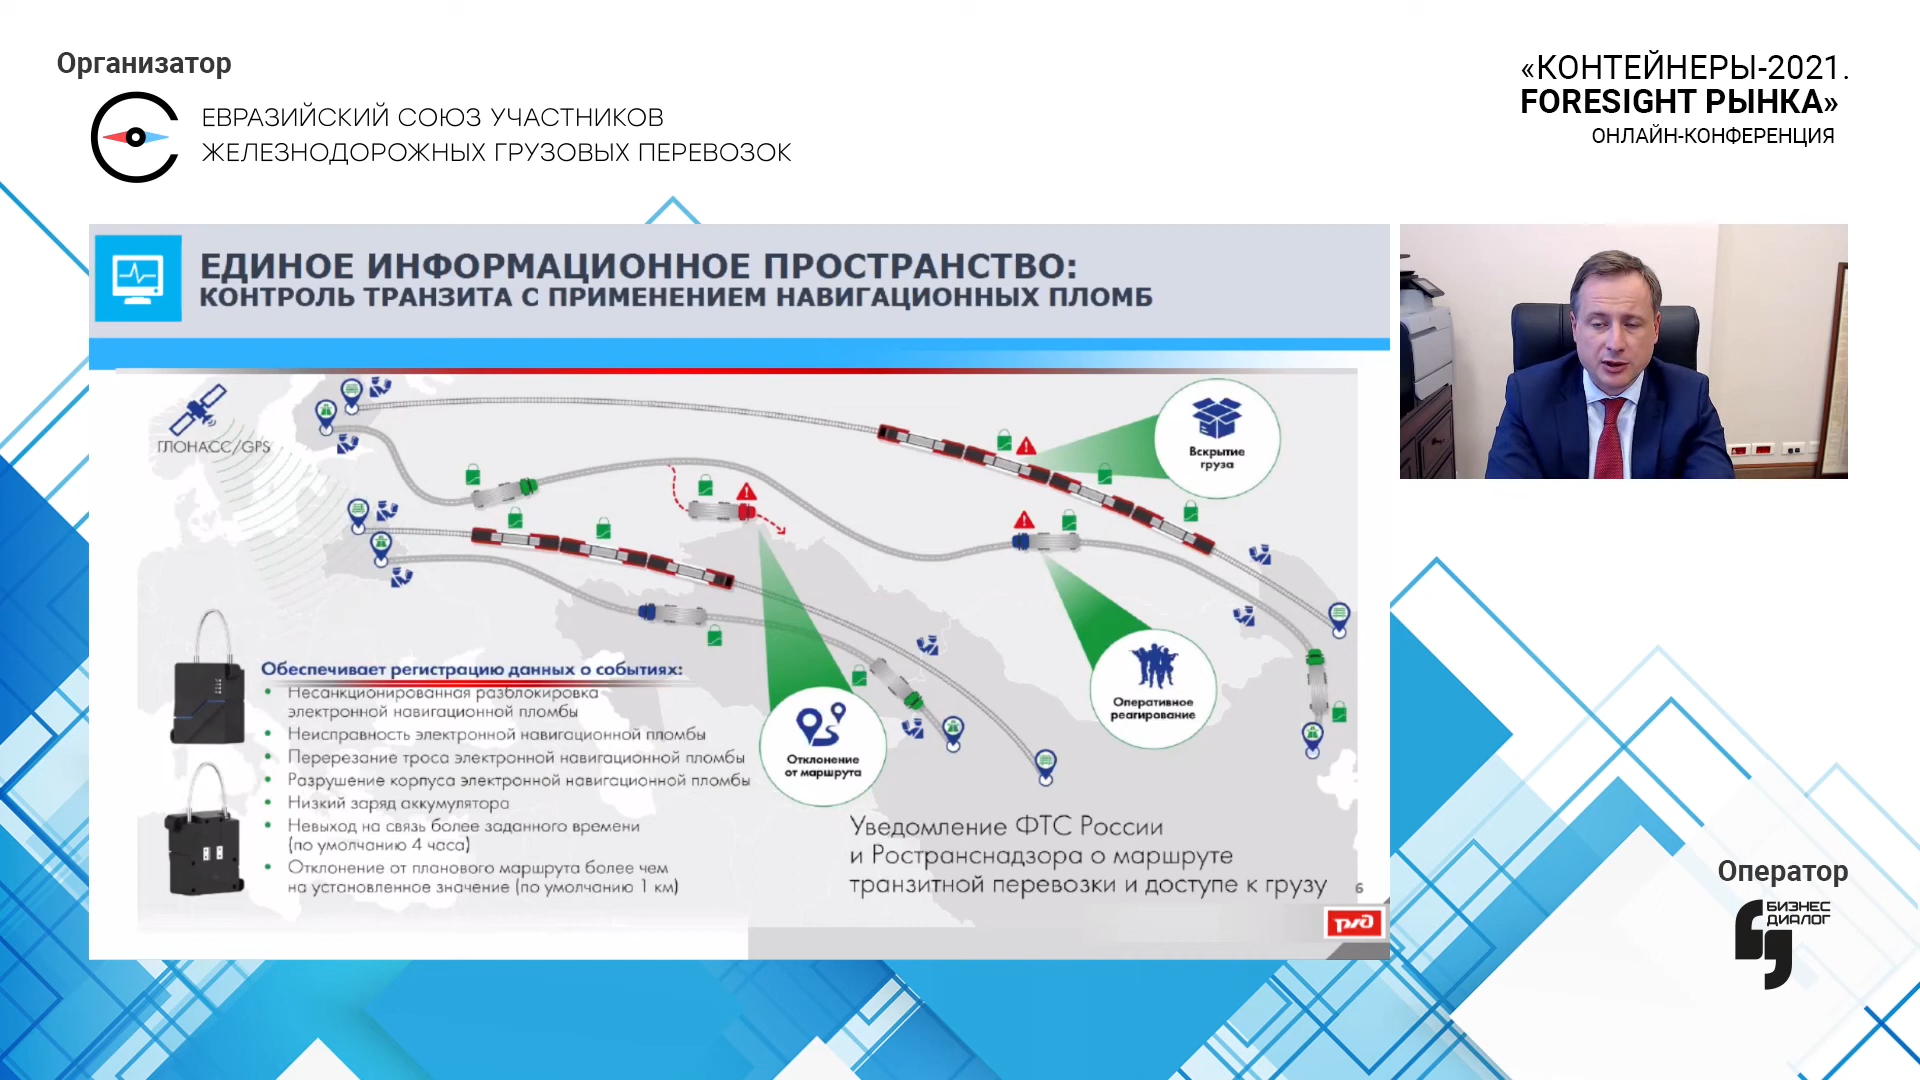 Организатор
ЕВРАЗИЙСКИЙ СОЮЗ УЧАСТНИКОВ
ЖЕЛЕЗНОДОРОЖНЫХ ГРУЗОВЫХ ПЕРЕВОЗОК
«КОНТЕЙНЕРЫ-2021.
FORESIGHT РЫНКА»
ОНЛАЙН-КОНФЕРЕНЦИЯ
ЕДИНОЕ ИНФОРМАЦИОННОЕ ПРОСТРАНСТВО:
КОНТРОЛЬ ТРАНЗИТА С ПРИМЕНЕНИЕМ НАВИГАЦИОННЫХ ПЛОМБ
ГЛОНАСС/GPS
Вскрытие
груза
Оперативное
реагирование
Отклонение
от маршрута
Обеспечивает регистрацию данных о событиях:
• Несанкционированная разблокировка
электронной навигационной пломбы
• Неисправность электронной навигационной пломбы
• Перерезание троса электронной навигационной пломбы
• Разрушение корпуса электронной навигационной пломбы
• Низкий заряд аккумулятора
• Невыход на связь более заданного времени
(по умолчанию 4 часа)
• Отклонение от планового маршрута более чем
на установленное значение (по умолчанию 1 км)
Уведомление ФТС России
и Ространснадзора о маршруте
транзитной перевозки и доступе к грузу
6
ржд
Оператор
БИЗНЕС
ДИАЛОГ